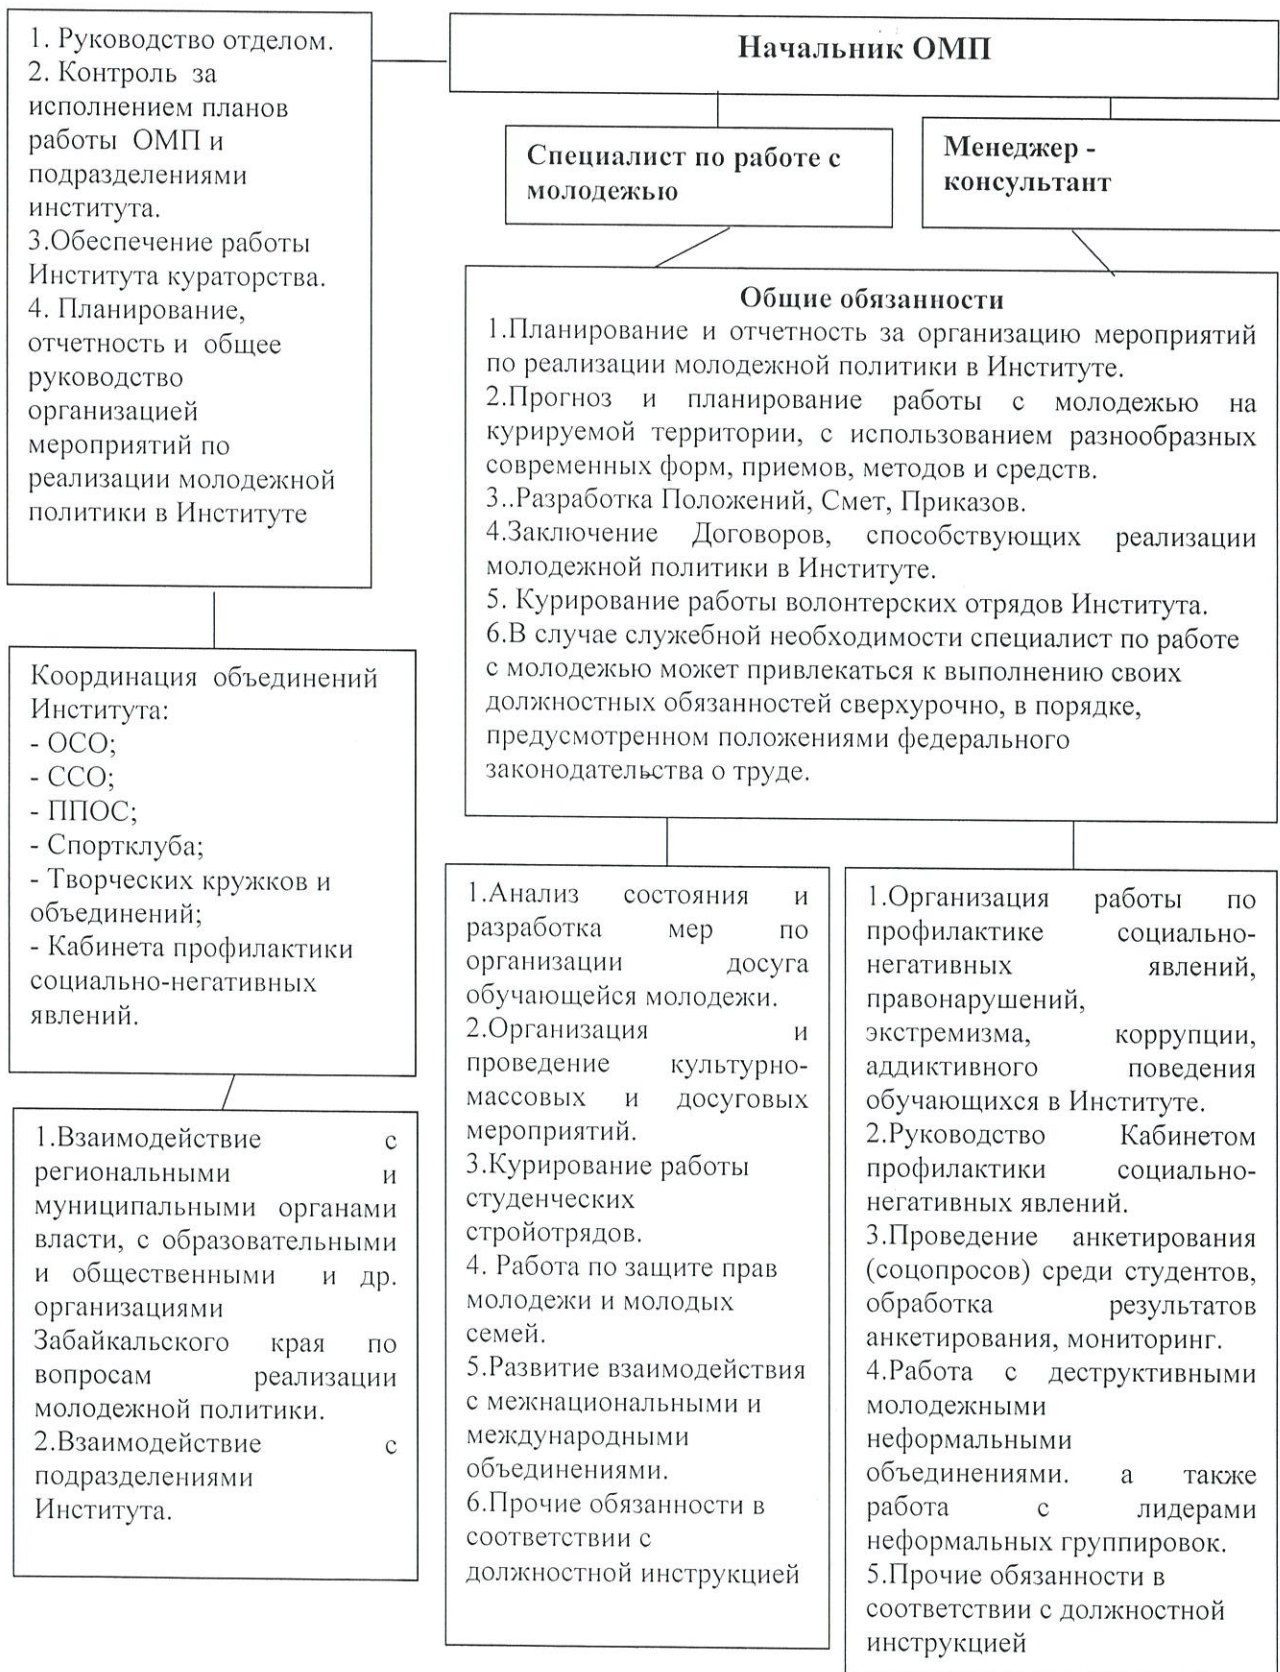 1. Руководство отделом.
2. Контроль за
исполнением планов
работы ОМП и
подразделениями
института.
3.Обеспечение работы
Института кураторства.
4. Планирование,
отчетность и общее
руководство
организацией
мероприятий по
реализации молодежной
политики в Институте
Начальник ОМП
Специалист по работе с
молодежью
Менеджер -
консультант
Общие обязанности
1.Планирование и отчетность за организацию мероприятий
по реализации молодежной политики в Институте.
2.Прогноз и планирование работы с молодежью на
курируемой территории, с использованием разнообразных
современных форм, приемов, методов и средств.
3..Разработка Положений, Смет, Приказов.
4.Заключение Договоров, способствующих реализации
молодежной политики в Институте.
5. Курирование работы волонтерских отрядов Института.
6.В случае служебной необходимости специалист по работе
с молодежью может привлекаться к выполнению своих
должностных обязанностей сверхурочно, в порядке,
предусмотренном положениями федерального
законодательства о труде.
Координация объединений
Института:
- ОСО;
- ССО;
- ППОС;
- Спортклуба;
- Творческих кружков и
объединений;
- Кабинета профилактики
социально-негативных
явлений.
1.Взаимодействие с
региональными и
муниципальными органами
власти, с образовательными
и общественными и др.
организациями
Забайкальского края по
вопросам реализации
молодежной политики.
2.Взаимодействие с
подразделениями
Института.
1.Анализ состояния и
разработка мер по
организации досуга
обучающейся молодежи.
2.Организация и
проведение культурно-
массовых и досуговых
мероприятий.
3.Курирование работы
студенческих
стройотрядов.
4. Работа по защите прав
молодежи и молодых
семей.
5.Развитие взаимодействия
с межнациональными и
международными
объединениями.
6.Прочие обязанности в
соответствии с
должностной инструкцией
1.Организация работы по
профилактике социально-
негативных явлений,
правонарушений,
экстремизма, коррупции,
аддиктивного поведения
обучающихся в Институте.
2.Руководство Кабинетом
профилактики социально-
негативных явлений.
3.Проведение анкетирования
(соцопросов) среди студентов,
обработка результатов
анкетирования, мониторинг.
4.Работа с деструктивными
молодежными
неформальными
объединениями. а также
работа с лидерами
неформальных группировок.
5.Прочие обязанности в
соответствии с должностной
инструкцией